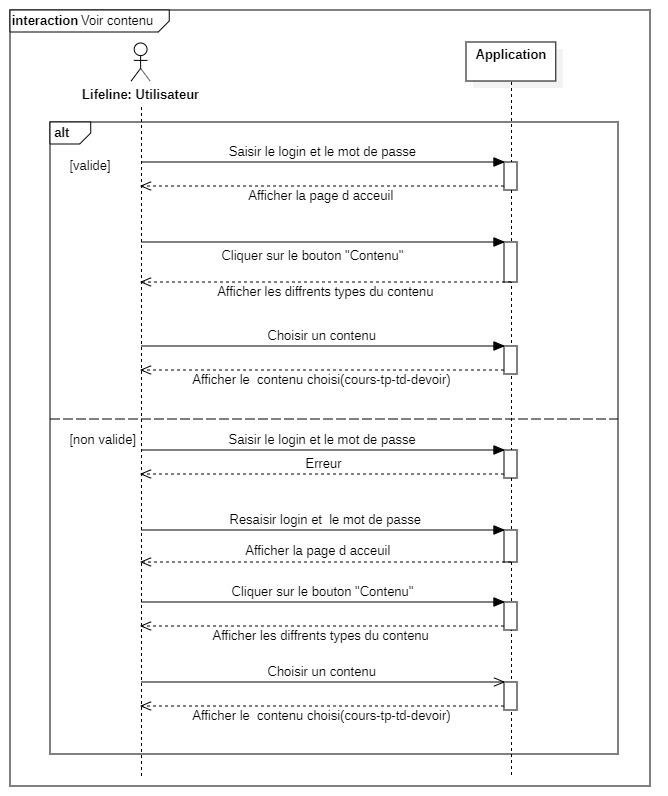 interaction Voir contenu
Application
Lifeline: Utilisateur
alt
Saisir le login et le mot de passe
[valide]
Afficher la page d acceuil
Cliquer sur le bouton "Contenu"
Afficher les diffrents types du contenu
Choisir un contenu
Afficher le  contenu choisi(cours-tp-td-devoir)
[non valide]
Saisir le login et le mot de passe
Erreur
Resaisir login et  le mot de passe
Afficher la page d acceuil
Cliquer sur le bouton "Contenu"
Afficher les diffrents types du contenu
Choisir un contenu
Afficher le  contenu choisi(cours-tp-td-devoir)